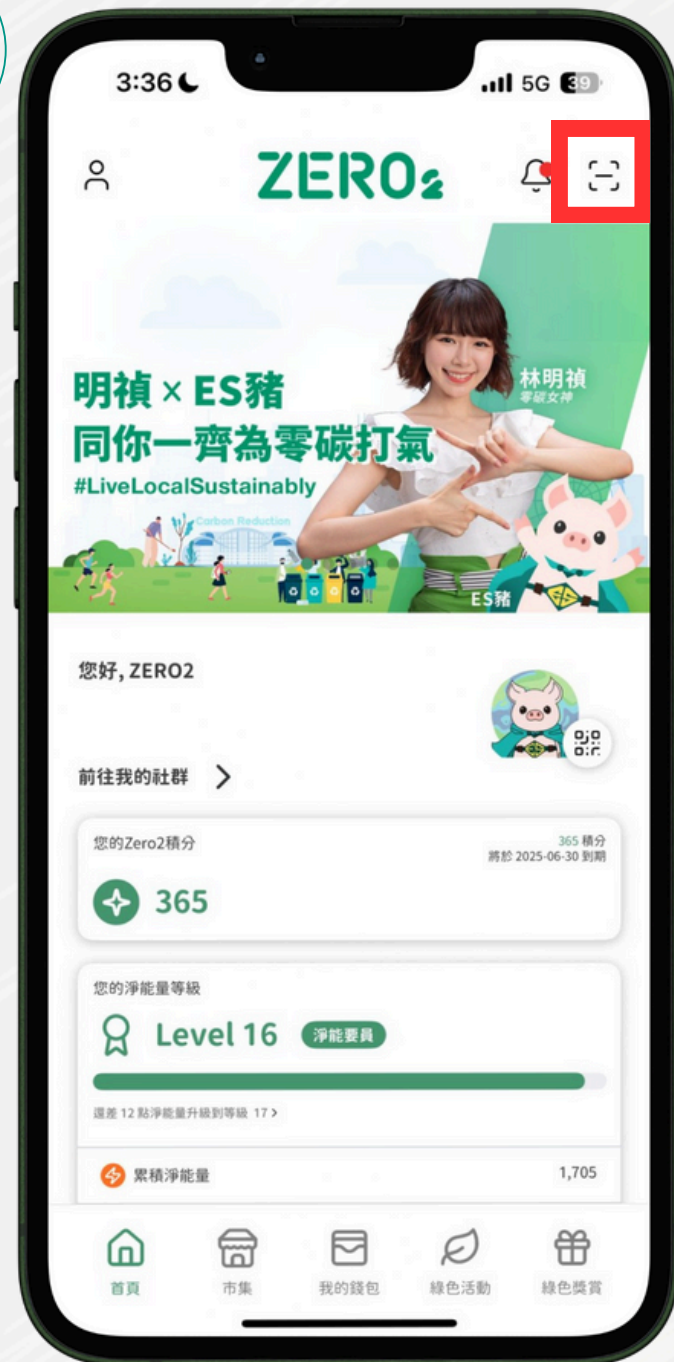 3:36
5G 39
ZERO2
明禎 × ES豬
同你一齊為零碳打氣
#LiveLocalSustainably
Carbon Reduction
林明禎
零碳女神
ES豬
您好, ZERO2
前往我的社群
您的Zero2積分
365 積分
將於 2025-06-30 到期
365
您的淨能量等級
Level 16 淨能要員
還差 12 點淨能量升級到等級 17 >
累積淨能量 1,705
首頁 市集 我的錢包 綠色活動 綠色獎賞